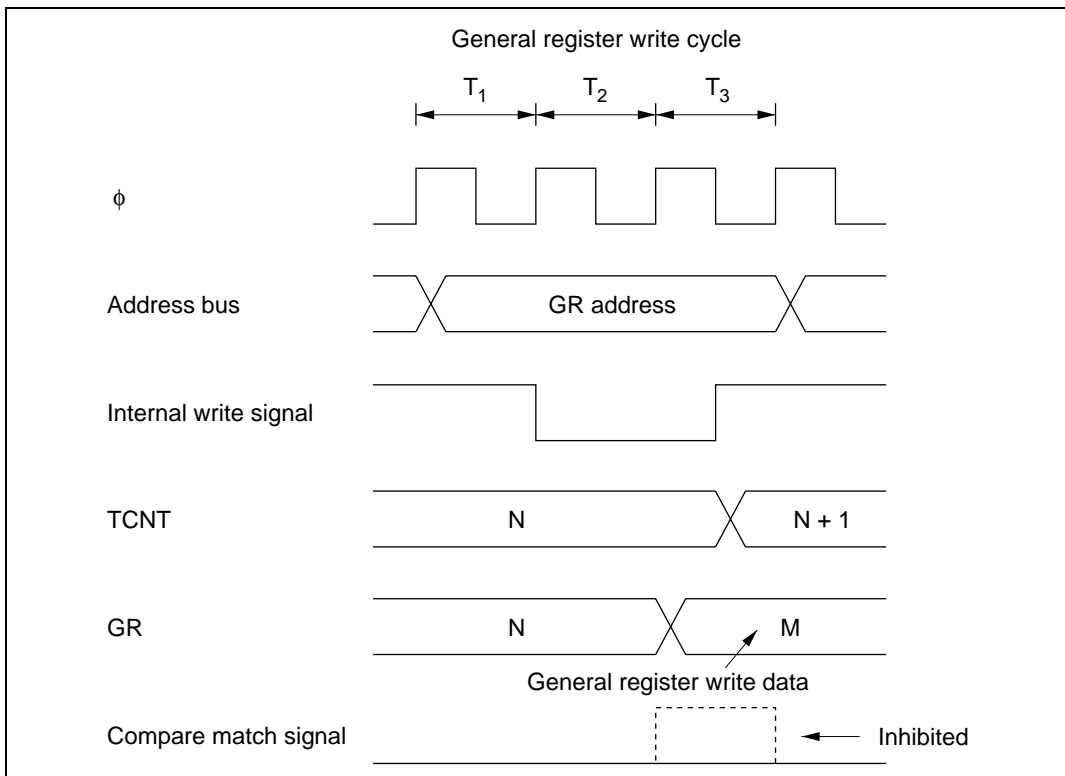 General register write cycle
T1 T2 T3
ϕ
Address bus GR address
Internal write signal
TCNT N N + 1
GR N M
General register write data
Compare match signal Inhibited